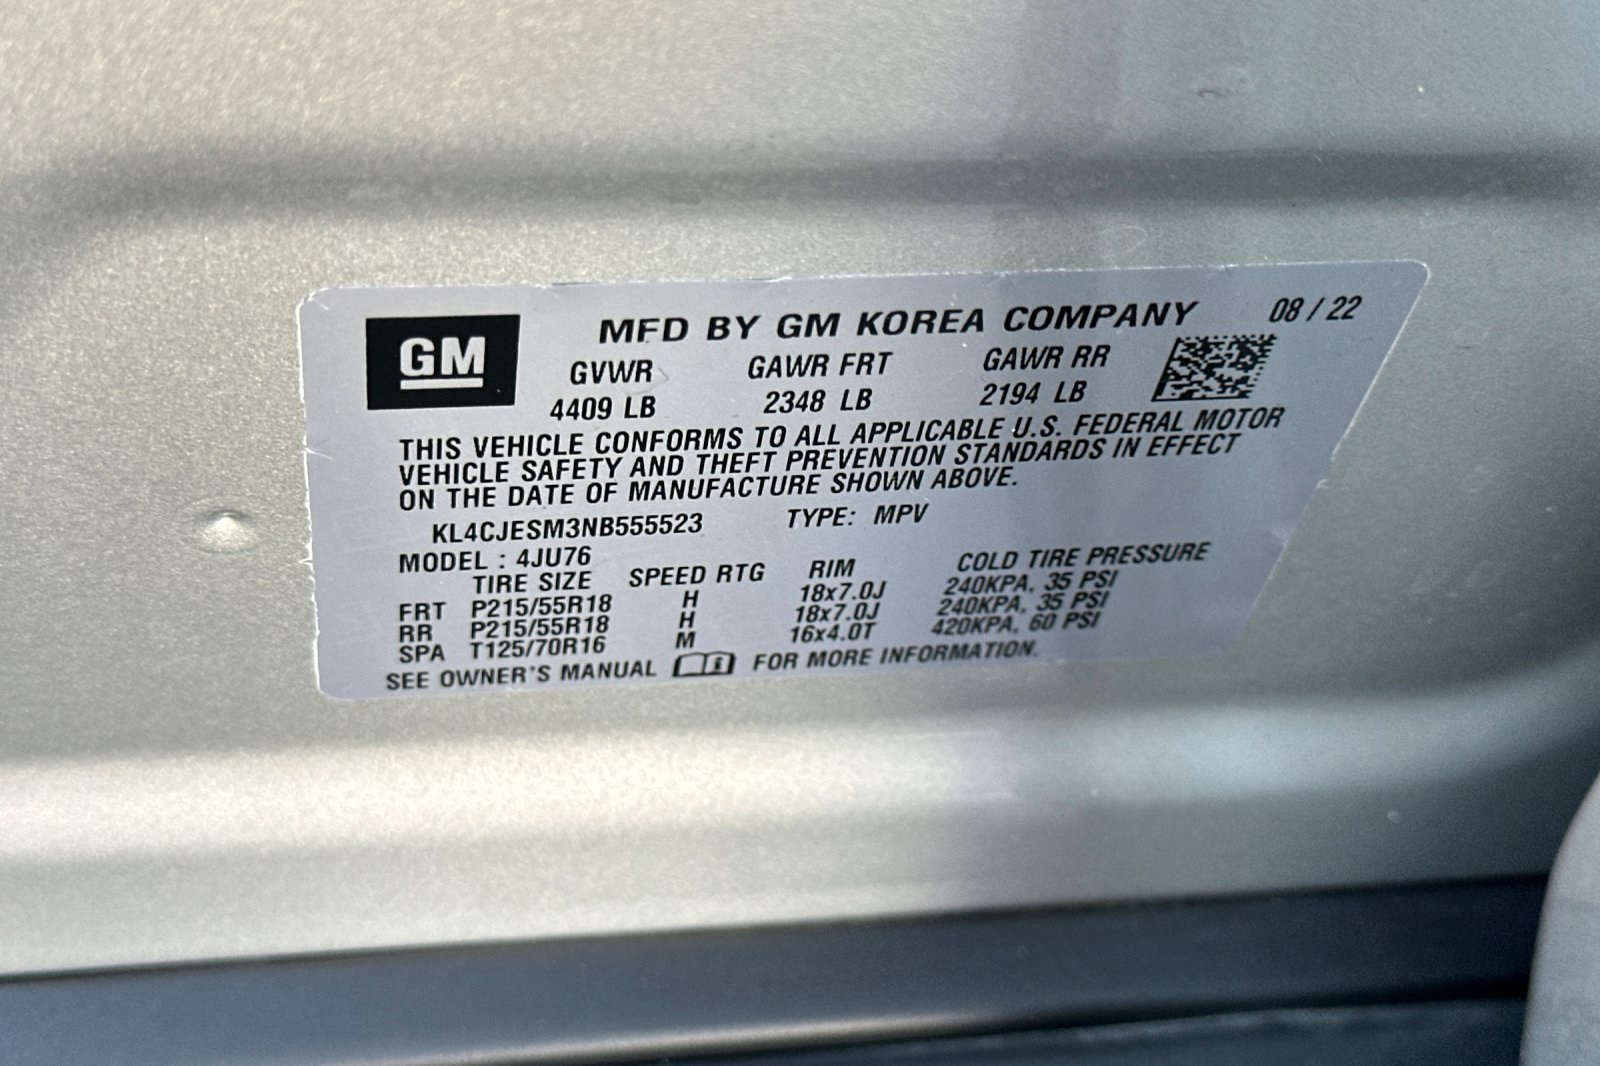 GM
MFD BY GM KOREA COMPANY 08 / 22
GVWR GAWR FRT GAWR RR
4409 LB 2348 LB 2194 LB
THIS VEHICLE CONFORMS TO ALL APPLICABLE U.S. FEDERAL MOTOR
VEHICLE SAFETY AND THEFT PREVENTION STANDARDS IN EFFECT
ON THE DATE OF MANUFACTURE SHOWN ABOVE.
KL4CJESM3NB555523 TYPE: MPV
MODEL : 4JU76
TIRE SIZE SPEED RTG RIM COLD TIRE PRESSURE
FRT P215/55R18 H 18x7.0J 240KPA, 35 PSI
RR P215/55R18 H 18x7.0J 240KPA, 35 PSI
SPA T125/70R16 M 16x4.0T 420KPA, 60 PSI
SEE OWNER'S MANUAL i FOR MORE INFORMATION.